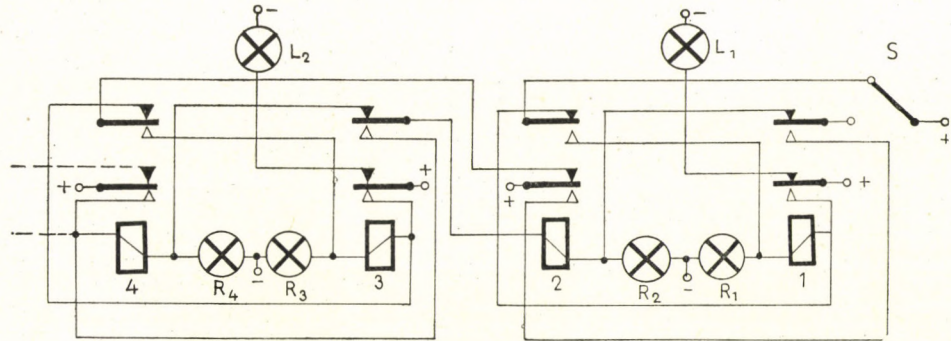 -
-
L₂
L₁
S
+
+
+
+
+
4
R₄
-
R₃
3
2
R₂
-
R₁
1